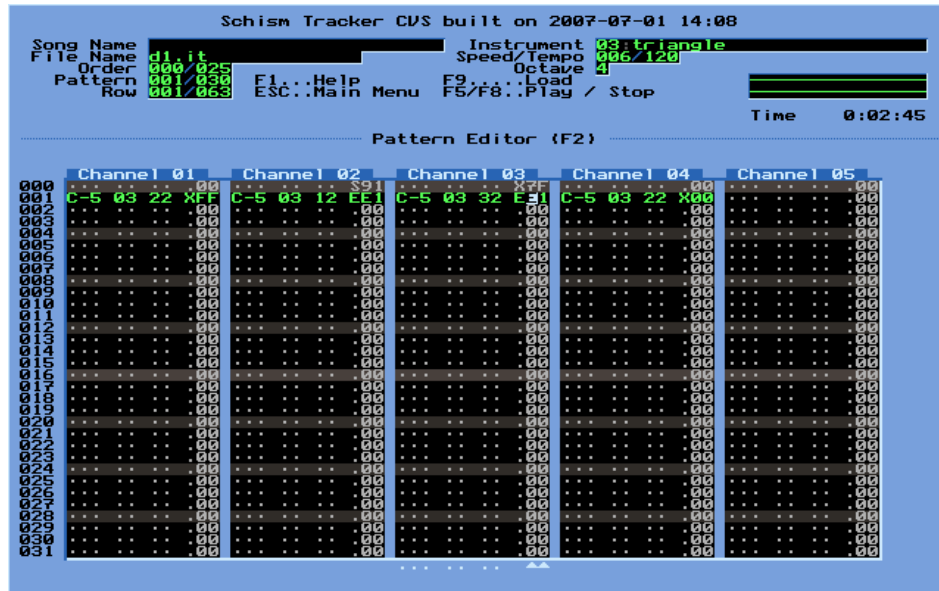 Schism Tracker CVS built on 2007-07-01 14:08
Song Name Instrument 03:triangle
File Name d1.it Speed/Tempo 006/120
Order 000/025 Octave 4
Pattern 001/030 F1...Help F9.....Load
Row 001/063 ESC..Main Menu F5/F8..Play / Stop
Time 0:02:45
Pattern Editor (F2)
Channel 01 Channel 02 Channel 03 Channel 04 Channel 05
000 ... .. .. .00 ... .. .. S91 ... .. .. X7F ... .. .. .00 ... .. .. .00
001 C-5 03 22 XFF C-5 03 12 EE1 C-5 03 32 EE1 C-5 03 22 X00 ... .. .. .00
002 ... .. .. .00 ... .. .. .00 ... .. .. .00 ... .. .. .00 ... .. .. .00
003 ... .. .. .00 ... .. .. .00 ... .. .. .00 ... .. .. .00 ... .. .. .00
004 ... .. .. .00 ... .. .. .00 ... .. .. .00 ... .. .. .00 ... .. .. .00
005 ... .. .. .00 ... .. .. .00 ... .. .. .00 ... .. .. .00 ... .. .. .00
006 ... .. .. .00 ... .. .. .00 ... .. .. .00 ... .. .. .00 ... .. .. .00
007 ... .. .. .00 ... .. .. .00 ... .. .. .00 ... .. .. .00 ... .. .. .00
008 ... .. .. .00 ... .. .. .00 ... .. .. .00 ... .. .. .00 ... .. .. .00
009 ... .. .. .00 ... .. .. .00 ... .. .. .00 ... .. .. .00 ... .. .. .00
010 ... .. .. .00 ... .. .. .00 ... .. .. .00 ... .. .. .00 ... .. .. .00
011 ... .. .. .00 ... .. .. .00 ... .. .. .00 ... .. .. .00 ... .. .. .00
012 ... .. .. .00 ... .. .. .00 ... .. .. .00 ... .. .. .00 ... .. .. .00
013 ... .. .. .00 ... .. .. .00 ... .. .. .00 ... .. .. .00 ... .. .. .00
014 ... .. .. .00 ... .. .. .00 ... .. .. .00 ... .. .. .00 ... .. .. .00
015 ... .. .. .00 ... .. .. .00 ... .. .. .00 ... .. .. .00 ... .. .. .00
016 ... .. .. .00 ... .. .. .00 ... .. .. .00 ... .. .. .00 ... .. .. .00
017 ... .. .. .00 ... .. .. .00 ... .. .. .00 ... .. .. .00 ... .. .. .00
018 ... .. .. .00 ... .. .. .00 ... .. .. .00 ... .. .. .00 ... .. .. .00
019 ... .. .. .00 ... .. .. .00 ... .. .. .00 ... .. .. .00 ... .. .. .00
020 ... .. .. .00 ... .. .. .00 ... .. .. .00 ... .. .. .00 ... .. .. .00
021 ... .. .. .00 ... .. .. .00 ... .. .. .00 ... .. .. .00 ... .. .. .00
022 ... .. .. .00 ... .. .. .00 ... .. .. .00 ... .. .. .00 ... .. .. .00
023 ... .. .. .00 ... .. .. .00 ... .. .. .00 ... .. .. .00 ... .. .. .00
024 ... .. .. .00 ... .. .. .00 ... .. .. .00 ... .. .. .00 ... .. .. .00
025 ... .. .. .00 ... .. .. .00 ... .. .. .00 ... .. .. .00 ... .. .. .00
026 ... .. .. .00 ... .. .. .00 ... .. .. .00 ... .. .. .00 ... .. .. .00
027 ... .. .. .00 ... .. .. .00 ... .. .. .00 ... .. .. .00 ... .. .. .00
028 ... .. .. .00 ... .. .. .00 ... .. .. .00 ... .. .. .00 ... .. .. .00
029 ... .. .. .00 ... .. .. .00 ... .. .. .00 ... .. .. .00 ... .. .. .00
030 ... .. .. .00 ... .. .. .00 ... .. .. .00 ... .. .. .00 ... .. .. .00
031 ... .. .. .00 ... .. .. .00 ... .. .. .00 ... .. .. .00 ... .. .. .00